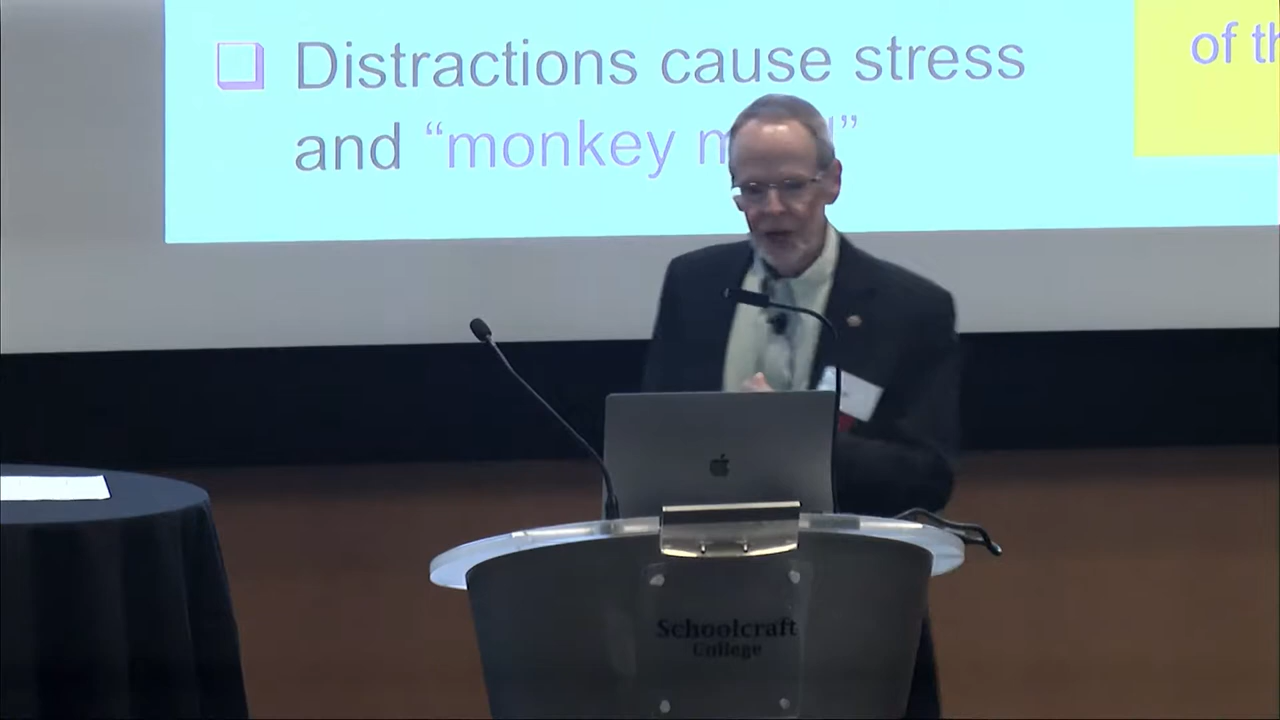 Distractions cause stress
and “monkey
of th
Schoolcraft
College